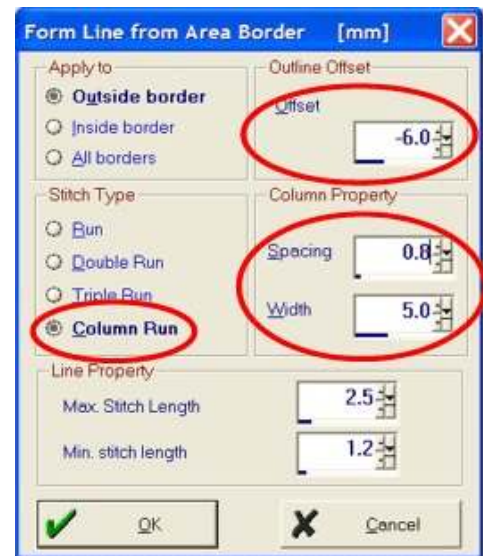 Form Line from Area Border [mm]
Apply to
Outside border
Inside border
All borders
Outline Offset
Offset
-6.0
Stitch Type
Run
Double Run
Triple Run
Column Run
Column Property
Spacing 0.8
Width 5.0
Line Property
Max. Stitch Length 2.5
Min. stitch length 1.2
OK Cancel